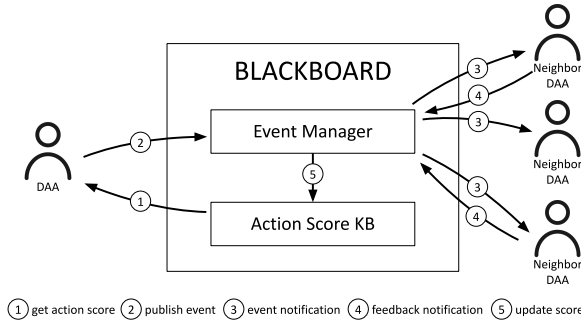 BLACKBOARD
Event Manager
Action Score KB
DAA
Neighbor
DAA
Neighbor
DAA
Neighbor
DAA
2
1
5
3
4
3
3
4
1 get action score 2 publish event 3 event notification 4 feedback notification 5 update score